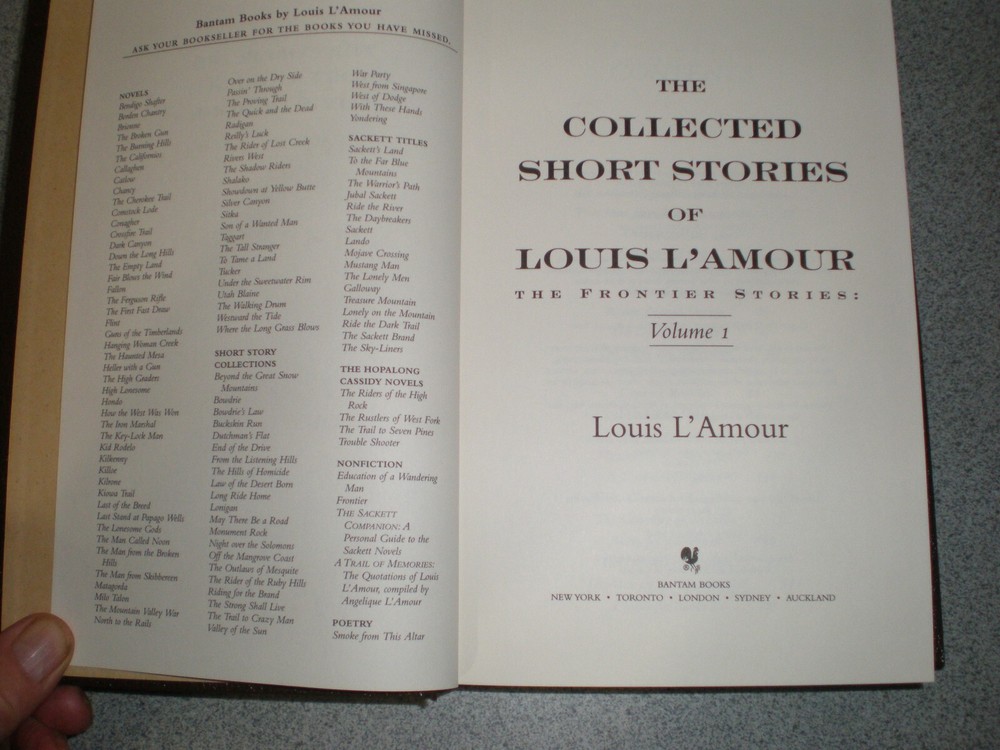 Bantam Books by Louis L'Amour
ASK YOUR BOOKSELLER FOR THE BOOKS YOU HAVE MISSED.
NOVELS
Bendigo Shafter
Borden Chantry
Brionne
The Broken Gun
The Burning Hills
The Californios
Callaghen
Catlow
Chancy
The Cherokee Trail
Comstock Lode
Conagher
Crossfire Trail
Dark Canyon
Down the Long Hills
The Empty Land
Fair Blows the Wind
Fallon
The Ferguson Rifle
The First Fast Draw
Flint
Guns of the Timberlands
Hanging Woman Creek
The Haunted Mesa
Heller with a Gun
The High Graders
High Lonesome
Hondo
How the West Was Won
The Iron Marshal
The Key-Lock Man
Kid Rodelo
Kilkenny
Killoe
Kilrone
Kiowa Trail
Last of the Breed
Last Stand at Papago Wells
The Lonesome Gods
The Man Called Noon
The Man from the Broken
Hills
The Man from Skibbereen
Matagorda
Milo Talon
The Mountain Valley War
North to the Rails
Over on the Dry Side
Passin' Through
The Proving Trail
The Quick and the Dead
Radigan
Reilly's Luck
The Rider of Lost Creek
Rivers West
The Shadow Riders
Shalako
Showdown at Yellow Butte
Silver Canyon
Sitka
Son of a Wanted Man
Taggart
The Tall Stranger
To Tame a Land
Tucker
Under the Sweetwater Rim
Utah Blaine
The Walking Drum
Westward the Tide
Where the Long Grass Blows
SHORT STORY
COLLECTIONS
Beyond the Great Snow
Mountains
Bowdrie
Bowdrie's Law
Buckskin Run
Dutchman's Flat
End of the Drive
From the Listening Hills
The Hills of Homicide
Law of the Desert Born
Long Ride Home
Lonigan
May There Be a Road
Monument Rock
Night over the Solomons
Off the Mangrove Coast
The Outlaws of Mesquite
The Rider of the Ruby Hills
Riding for the Brand
The Strong Shall Live
The Trail to Crazy Man
Valley of the Sun
War Party
West from Singapore
West of Dodge
With These Hands
Yondering
SACKETT TITLES
Sackett's Land
To the Far Blue
Mountains
The Warrior's Path
Jubal Sackett
Ride the River
The Daybreakers
Sackett
Lando
Mojave Crossing
Mustang Man
The Lonely Men
Galloway
Treasure Mountain
Lonely on the Mountain
Ride the Dark Trail
The Sackett Brand
The Sky-Liners
THE HOPALONG
CASSIDY NOVELS
The Riders of the High
Rock
The Rustlers of West Fork
The Trail to Seven Pines
Trouble Shooter
NONFICTION
Education of a Wandering
Man
Frontier
THE SACKETT
COMPANION: A
Personal Guide to the
Sackett Novels
A TRAIL OF MEMORIES:
The Quotations of Louis
L'Amour, compiled by
Angelique L'Amour
POETRY
Smoke from This Altar
THE
COLLECTED
SHORT STORIES
OF
LOUIS L'AMOUR
THE FRONTIER STORIES:
Volume 1
Louis L'Amour
BANTAM BOOKS
NEW YORK • TORONTO • LONDON • SYDNEY • AUCKLAND